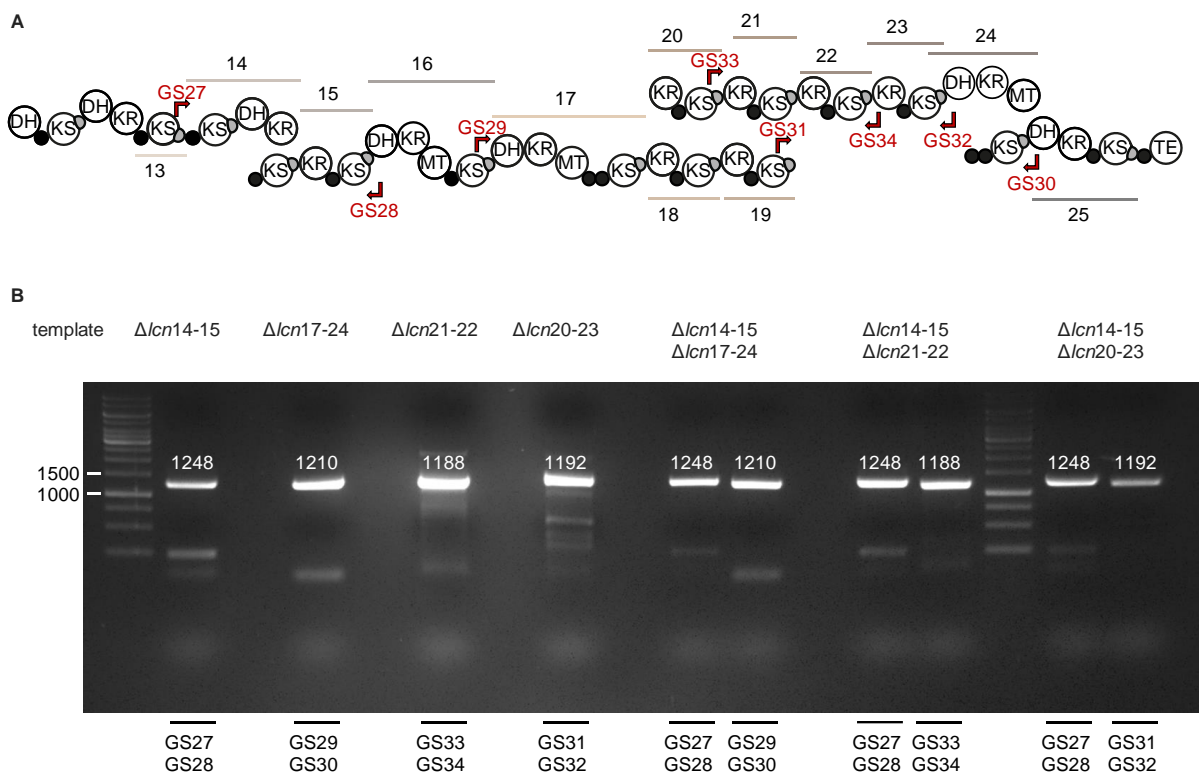 A
20
21
22
23
24
14
15
16
17
GS33
GS27
GS29
GS31
GS34
GS32
GS28
GS30
13
18
19
25
KR KS KR KS KR KS KR KS DH KR MT
DH KS DH KR KS KS DH KR
KS KR KS DH KR MT KS DH KR MT KR KS KR KS
KS DH KR KS TE
B
template Δlcn14-15 Δlcn17-24 Δlcn21-22 Δlcn20-23 Δlcn14-15 Δlcn14-15 Δlcn14-15
Δlcn17-24 Δlcn21-22 Δlcn20-23
1500
1000
1248 1210 1188 1192 1248 1210 1248 1188 1248 1192
GS27 GS29 GS33 GS31 GS27 GS29 GS27 GS33 GS27 GS31
GS28 GS30 GS34 GS32 GS28 GS30 GS28 GS34 GS28 GS32